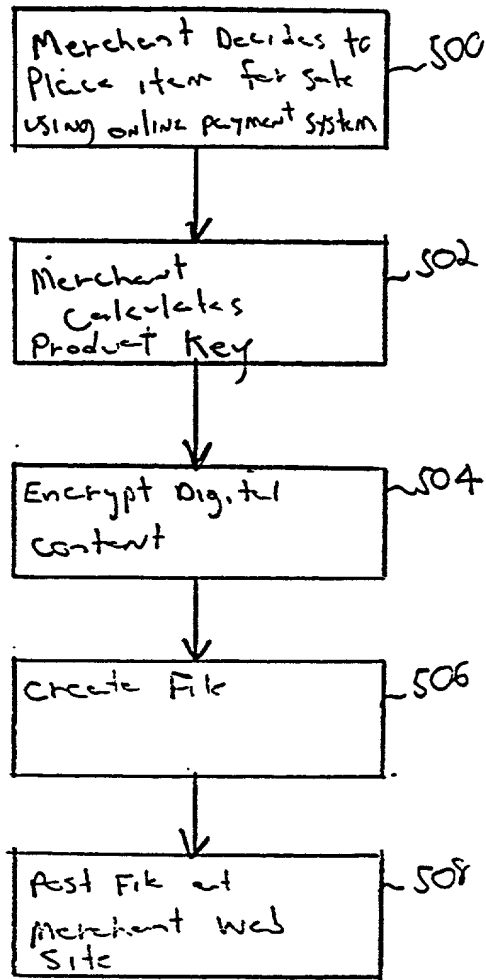 Merchant Decides to
Place item for sale
using online payment system
500
Merchant
Calculates
Product Key
502
Encrypt Digital
content
504
Create File
506
Post File at
Merchant Web
Site
508